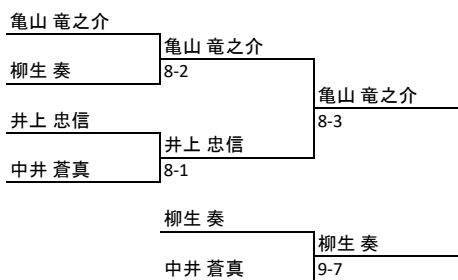 亀山 竜之介
亀山 竜之介
柳生 奏
8-2
亀山 竜之介
井上 忠信
8-3
井上 忠信
中井 蒼真
8-1
柳生 奏
柳生 奏
中井 蒼真
9-7